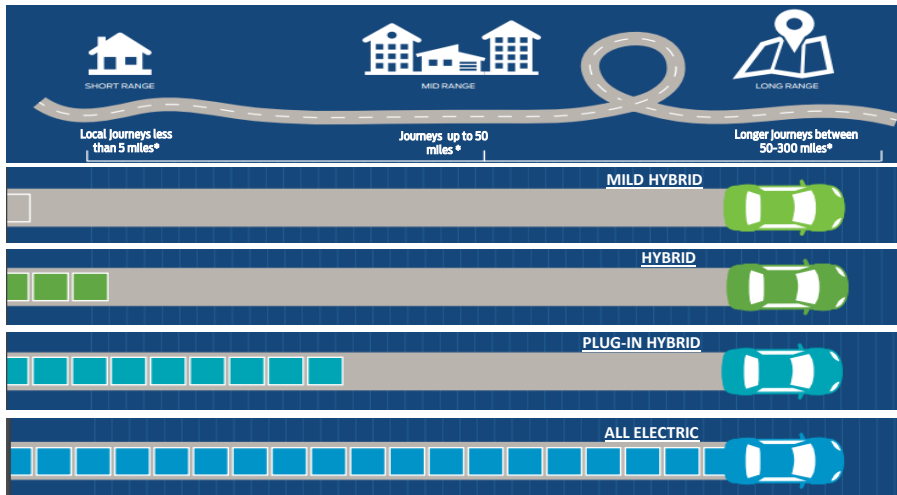 SHORT RANGE
MID RANGE
LONG RANGE
Local Journeys less
than 5 miles*
Journeys up to 50
miles *
Longer Journeys between
50-300 miles*
MILD HYBRID
HYBRID
PLUG-IN HYBRID
ALL ELECTRIC